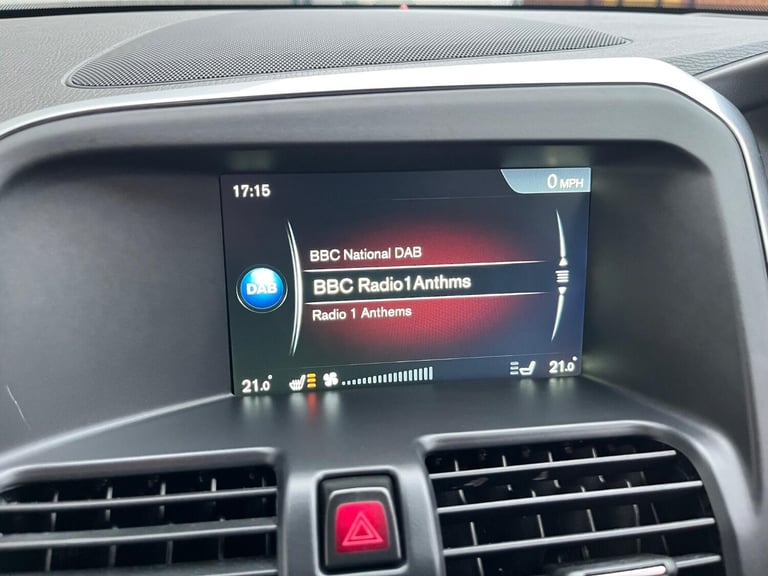 17:15
0 MPH
BBC National DAB
DAB
BBC Radio1Anthms
Radio 1 Anthems
21.0° 21.0°